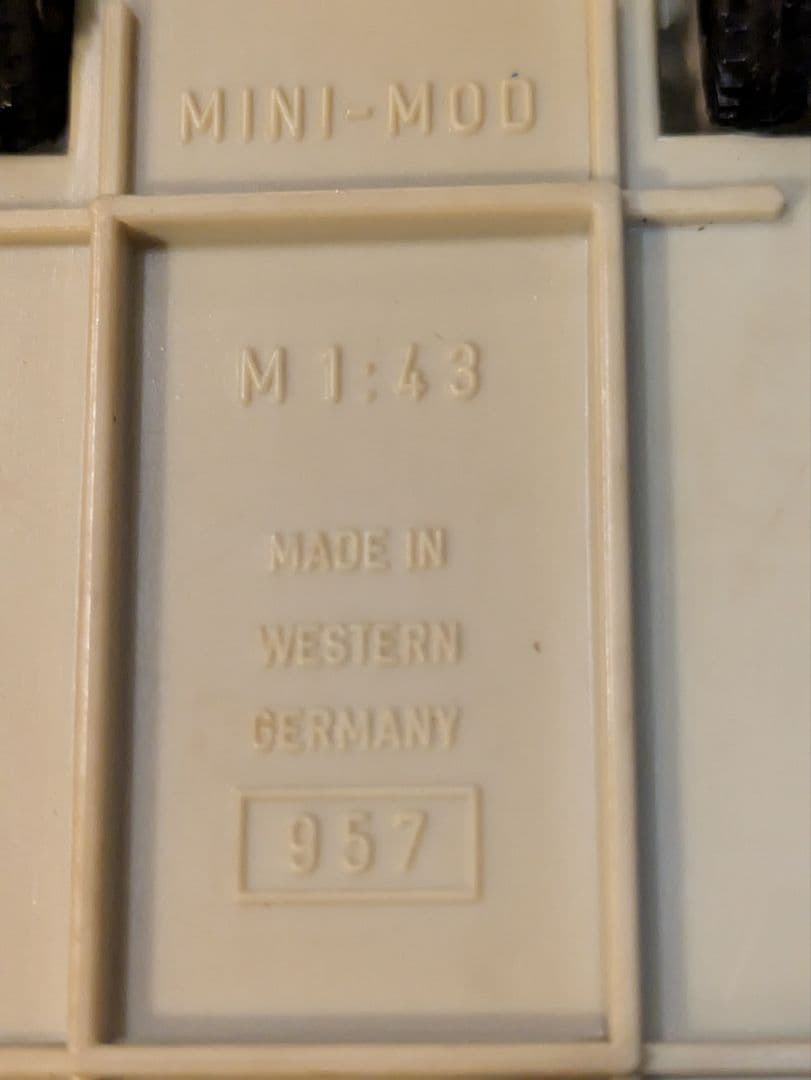 MINI-MOD
M 1:43
MADE IN
WESTERN
GERMANY
957